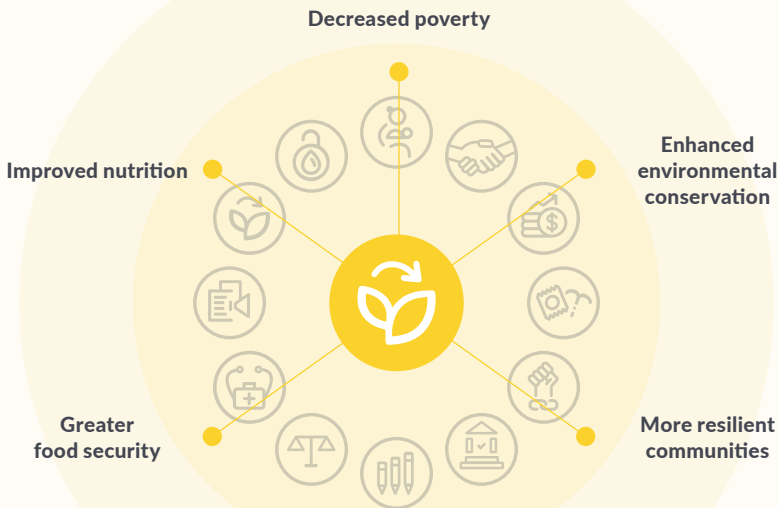 Decreased poverty
Improved nutrition
Enhanced
environmental
conservation
Greater
food security
More resilient
communities